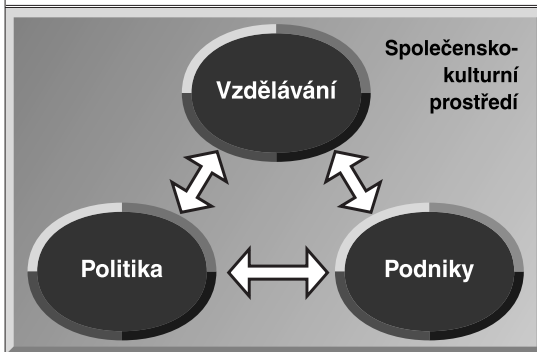 Vzdělávání
Společensko-
kulturní
prostředí
Politika
Podniky